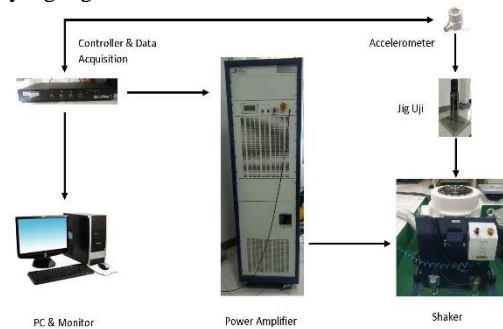 Controller & Data
Acquisition
Accelerometer
Jig Uji
PC & Monitor
Power Amplifier
Shaker